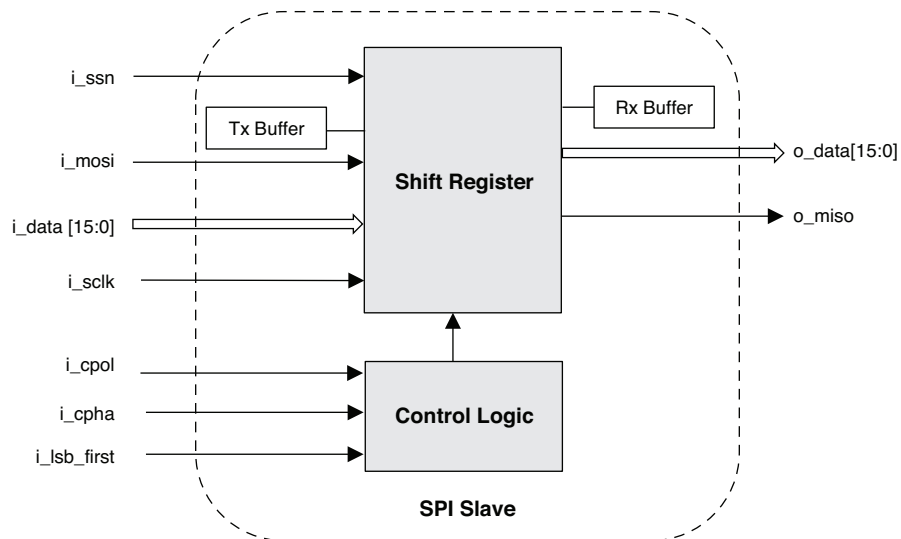 i_ssn
Tx Buffer
Rx Buffer
i_mosi
o_data[15:0]
Shift Register
i_data [15:0]
o_miso
i_sclk
i_cpol
i_cpha
Control Logic
i_lsb_first
SPI Slave